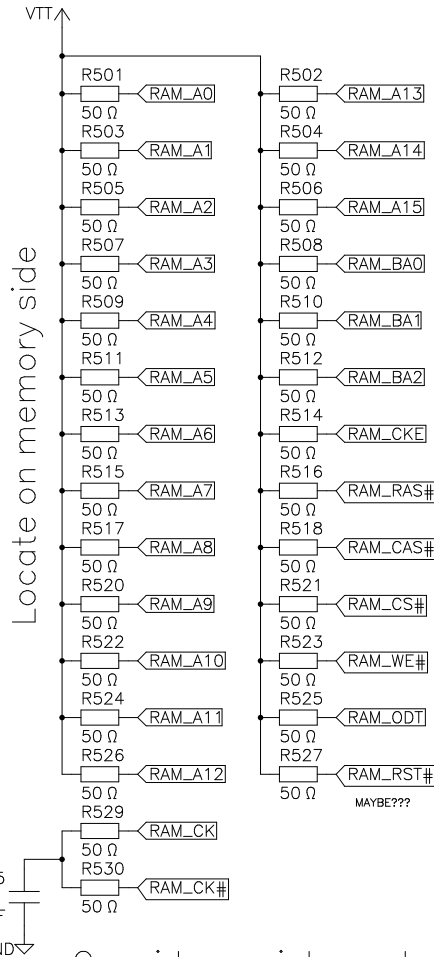 VTT
Locate on memory side
R501 RAM_A0
50 Ω
R503 RAM_A1
50 Ω
R505 RAM_A2
50 Ω
R507 RAM_A3
50 Ω
R509 RAM_A4
50 Ω
R511 RAM_A5
50 Ω
R513 RAM_A6
50 Ω
R515 RAM_A7
50 Ω
R517 RAM_A8
50 Ω
R520 RAM_A9
50 Ω
R522 RAM_A10
50 Ω
R524 RAM_A11
50 Ω
R526 RAM_A12
50 Ω
R529 RAM_CK
50 Ω
R530 RAM_CK#
50 Ω
R502 RAM_A13
50 Ω
R504 RAM_A14
50 Ω
R506 RAM_A15
50 Ω
R508 RAM_BA0
50 Ω
R510 RAM_BA1
50 Ω
R512 RAM_BA2
50 Ω
R514 RAM_CKE
50 Ω
R516 RAM_RAS#
50 Ω
R518 RAM_CAS#
50 Ω
R521 RAM_CS#
50 Ω
R523 RAM_WE#
50 Ω
R525 RAM_ODT
50 Ω
R527 RAM_RST#
50 Ω
MAYBE???